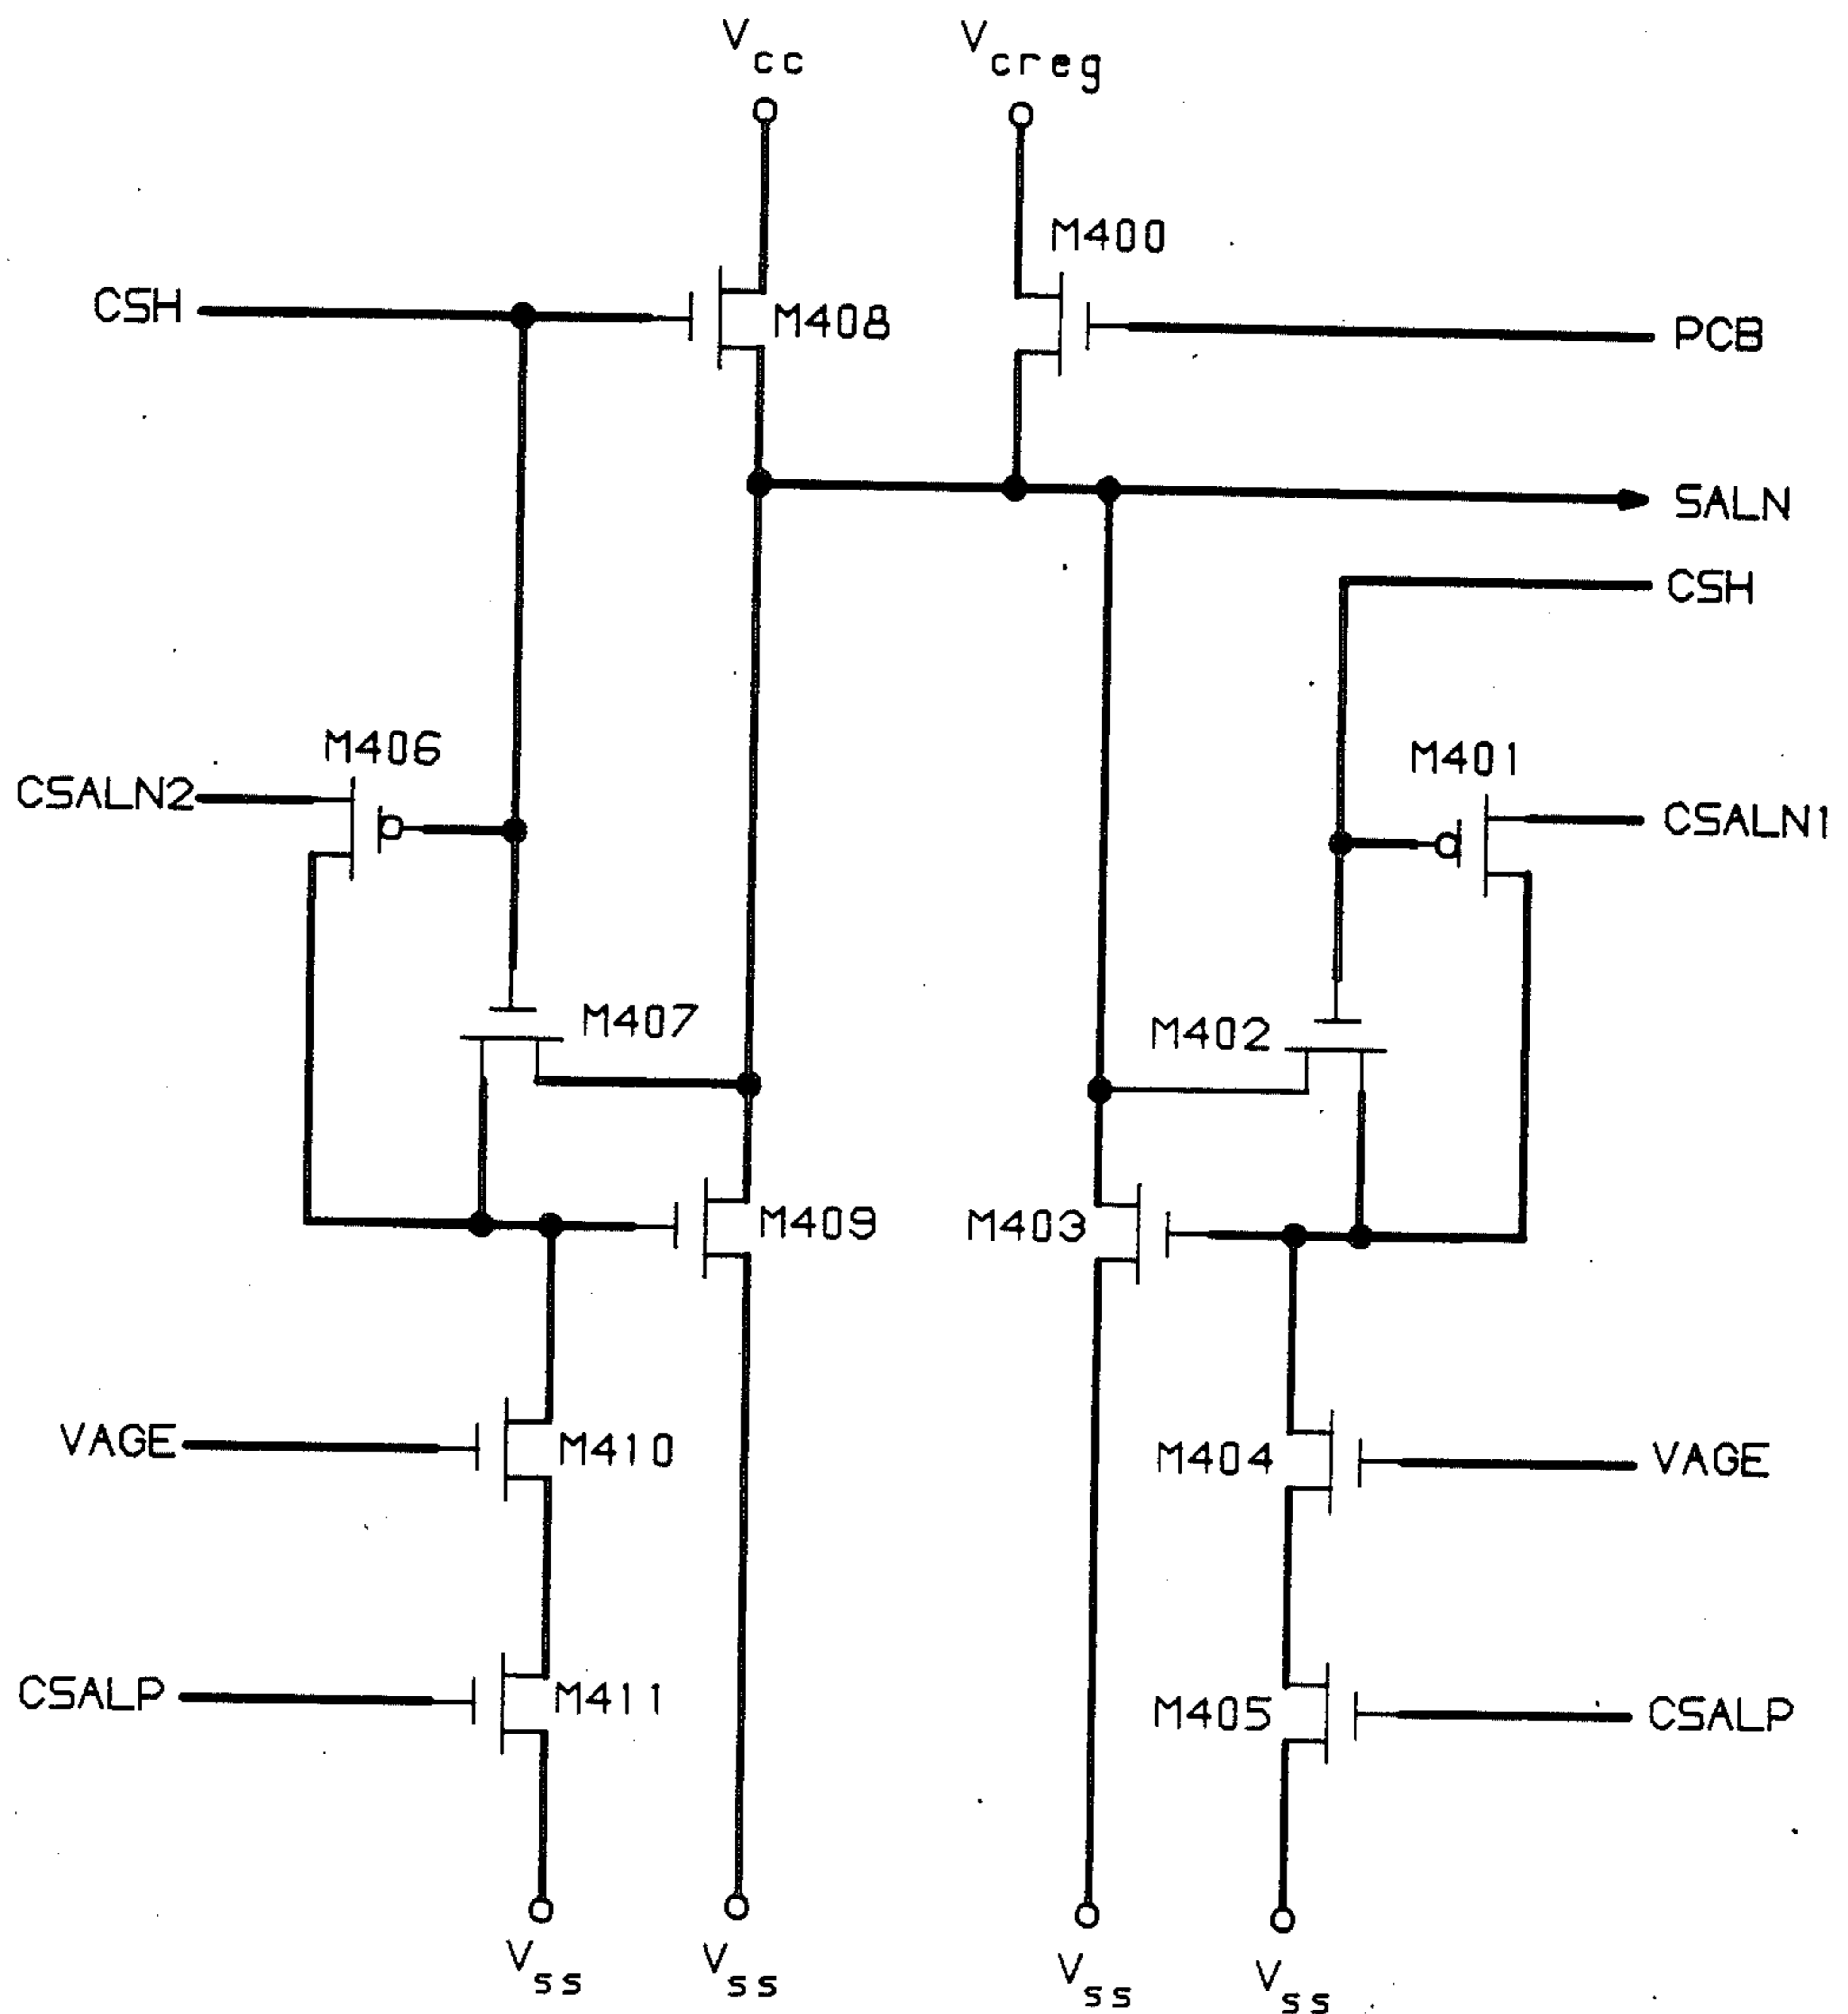 Vcc
Vcreg
M400
CSH
M408
PCB
SALN
CSH
M406
M401
CSALN2
CSALN1
M407
M402
M409
M403
VAGE
M410
M404
VAGE
CSALP
M411
M405
CSALP
Vss
Vss
Vss
Vss